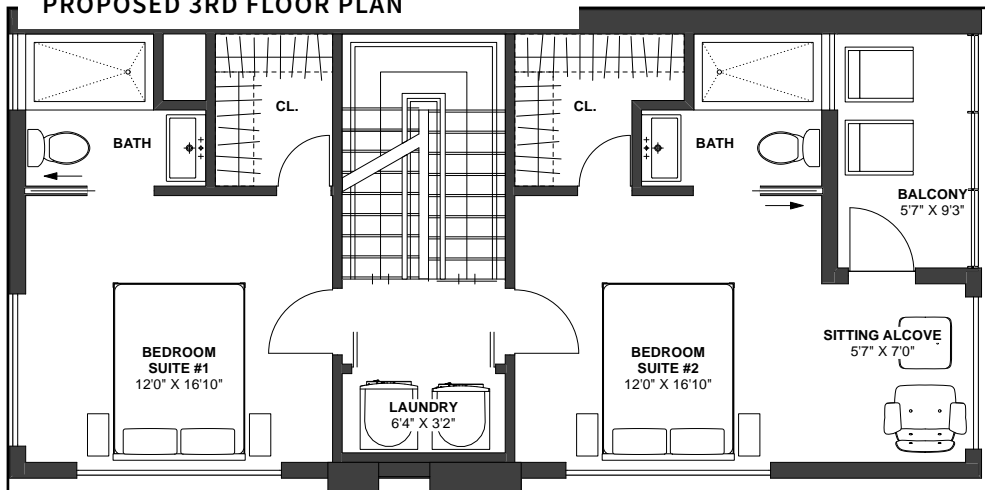 PROPOSED 3RD FLOOR PLAN
CL.
CL.
BATH
BATH
BALCONY
5'7" X 9'3"
SITTING ALCOVE
5'7" X 7'0"
BEDROOM
SUITE #1
12'0" X 16'10"
BEDROOM
SUITE #2
12'0" X 16'10"
LAUNDRY
6'4" X 3'2"